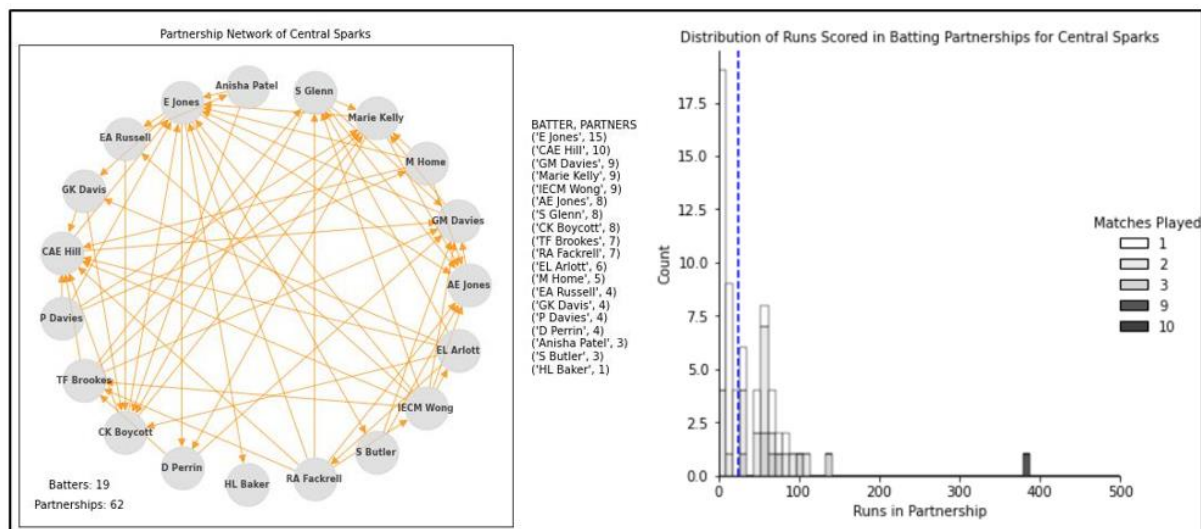 Partnership Network of Central Sparks
Anisha Patel
S Glenn
E Jones
Marie Kelly
EA Russell
M Home
GK Davis
GM Davies
CAE Hill
AE Jones
P Davies
EL Arlott
TF Brookes
IECM Wong
CK Boycott
S Butler
D Perrin
HL Baker
RA Fackrell
Batters: 19
Partnerships: 62
BATTER, PARTNERS
('E Jones', 15)
('CAE Hill', 10)
('GM Davies', 9)
('Marie Kelly', 9)
('IECM Wong', 9)
('AE Jones', 8)
('S Glenn', 8)
('CK Boycott', 8)
('TF Brookes', 7)
('RA Fackrell', 7)
('EL Arlott', 6)
('M Home', 5)
('EA Russell', 4)
('GK Davis', 4)
('P Davies', 4)
('D Perrin', 4)
('Anisha Patel', 3)
('S Butler', 3)
('HL Baker', 1)
Distribution of Runs Scored in Batting Partnerships for Central Sparks
17.5
15.0
12.5
10.0
7.5
5.0
2.5
0.0
Count
0 100 200 300 400 500
Runs in Partnership
Matches Played
1
2
3
9
10